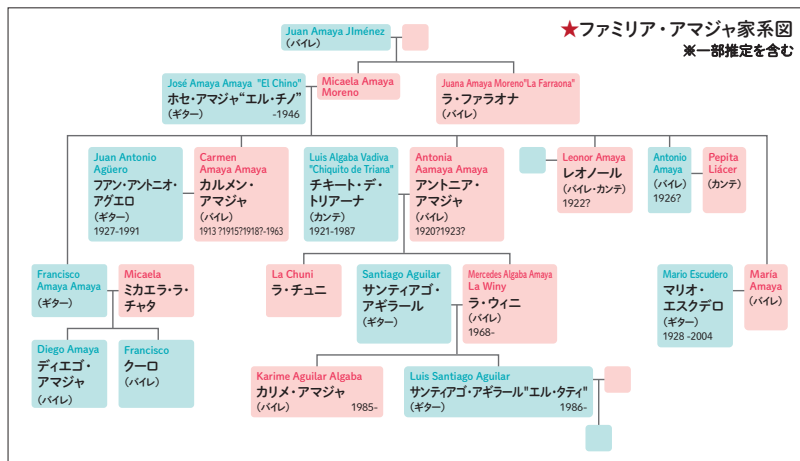 ★ファミリア・アマジャ家系図
※一部推定を含む
Juan Amaya JIménez
(バイレ)
José Amaya Amaya "El Chino"
ホセ・アマジャ“エル・チノ”
(ギター) -1946
Micaela Amaya
Moreno
Juana Amaya Moreno"La Farraona"
ラ・ファラオナ
(バイレ)
Juan Antonio
Agüero
フアン・アントニオ・
アグエロ
(ギター)
1927-1991
Carmen
Amaya Amaya
カルメン・
アマジャ
(バイレ)
1913?1915?1918?-1963
Luis Algaba Vadiva
"Chiquito de Triana"
チキート・デ・
トリアーナ
(カンテ)
1921-1987
Antonia
Aamaya Amaya
アントニア・
アマジャ
(バイレ)
1920?1923?
Leonor Amaya
レオノール
(バイレ・カンテ)
1922?
Antonio
Amaya
(バイレ)
1926?
Pepita
Liácer
(カンテ)
Francisco
Amaya Amaya
(ギター)
Micaela
ミカエラ・ラ・
チャタ
La Chuni
ラ・チュニ
Santiago Aguilar
サンティアゴ・
アギラール
(ギター)
Mercedes Algaba Amaya
La Winy
ラ・ウィニ
(バイレ)
1968-
Mario Escudero
マリオ・
エスクデロ
(ギター)
1928 -2004
María
Amaya
(バイレ)
Diego Amaya
ディエゴ・
アマジャ
(バイレ)
Francisco
クーロ
(バイレ)
Karime Aguilar Algaba
カリメ・アマジャ
(バイレ) 1985-
Luis Santiago Aguilar
サンティアゴ・アギラール"エル・タティ"
(ギター) 1986-